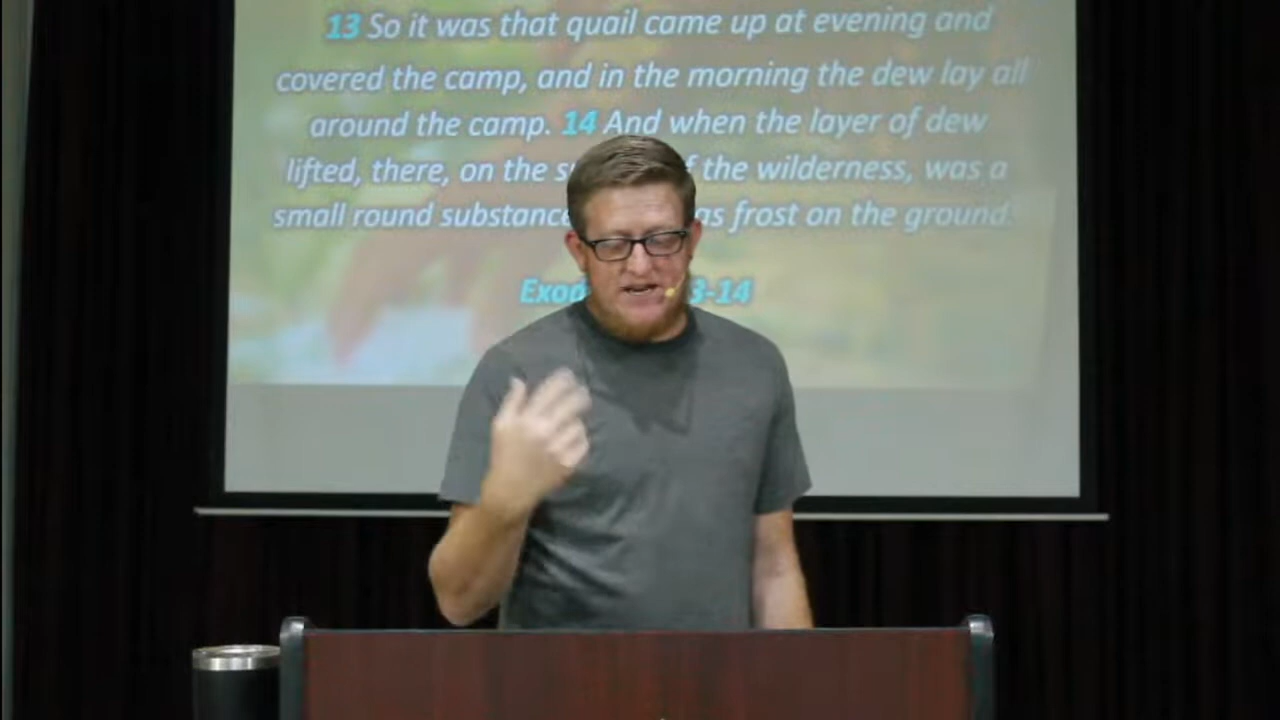 13 So it was that quail came up at evening and
covered the camp, and in the morning the dew lay all
around the camp. 14 And when the layer of dew
lifted, there, on the the wilderness, was a
small round substance as frost on the ground.
3-14